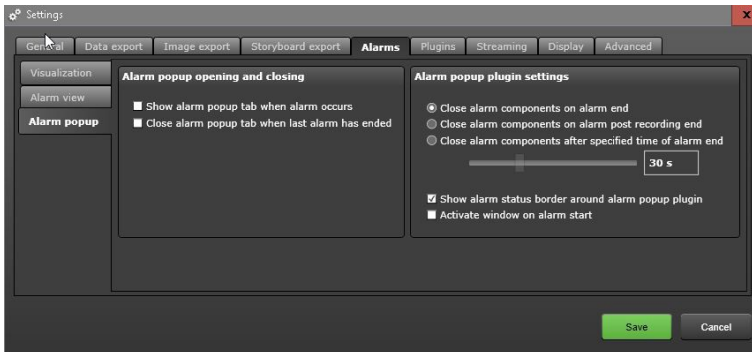 Settings
x
General Data export Image export Storyboard export Alarms Plugins Streaming Display Advanced
Visualization
Alarm view
Alarm popup
Alarm popup opening and closing
Show alarm popup tab when alarm occurs
Close alarm popup tab when last alarm has ended
Alarm popup plugin settings
Close alarm components on alarm end
Close alarm components on alarm post recording end
Close alarm components after specified time of alarm end
30 s
Show alarm status border around alarm popup plugin
Activate window on alarm start
Save Cancel